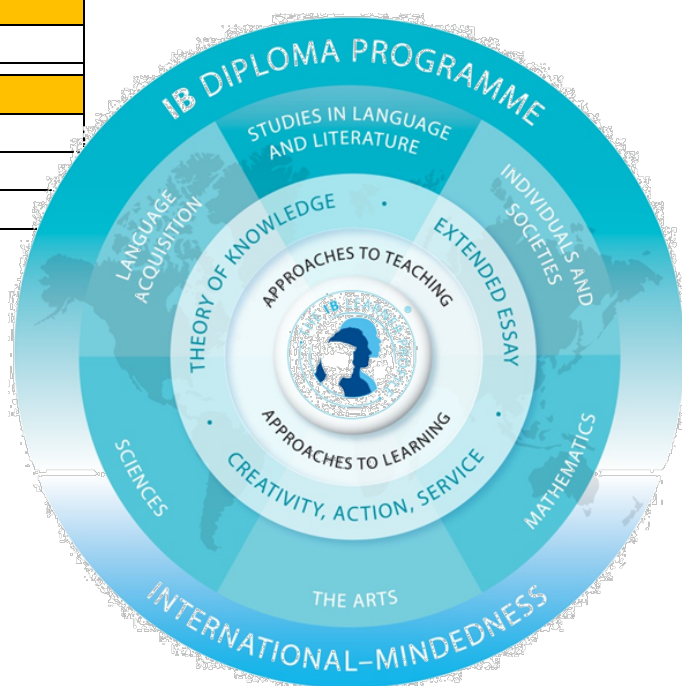 IB DIPLOMA PROGRAMME
STUDIES IN LANGUAGE
AND LITERATURE
LANGUAGE
ACQUISITION
INDIVIDUALS AND
SOCIETIES
THEORY OF KNOWLEDGE
EXTENDED ESSAY
APPROACHES TO TEACHING
IB
APPROACHES TO LEARNING
CREATIVITY, ACTION, SERVICE
SCIENCES
MATHEMATICS
THE ARTS
INTERNATIONAL–MINDEDNESS